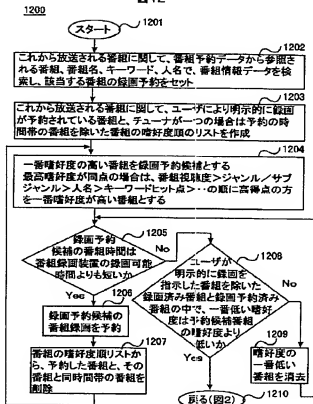 1200
スタート
1201
1202
これから放送される番組に関して、番組予約データから参照さ
れる番組、番組名、キーワード、人名で、番組情報データを検
索し、該当する番組の録画予約をセット
1203
これから放送される番組に関して、ユーザにより明示的に録画
が予約されている番組と、チューナが一つの場合は予約の時
間帯の番組を除いた番組の嗜好度順のリストを作成
1204
一番嗜好度の高い番組を録画予約候補とする
最高嗜好度が同点の場合は、番組視聴度>ジャンル/サブ
ジャンル>人名>キーワードヒット点>‥の順に高得点の方
を一番嗜好度が高い番組とする
1205
録画予約
候補の番組時間は
番組録画装置の録画可能
時間よりも短いか
No
Yes
1206
録画予約候補の
番組録画を予約
1207
番組の嗜好度順リストか
ら、予約した番組と、その
番組と同時間帯の番組を
削除
1208
ユーザが
明示的に録画を
指示した番組を除いた
録画済み番組と録画予約済み
番組の中で、一番低い嗜好
度は予約候補番組
の嗜好度より
低いか
No
Yes
1209
嗜好度の
一番低い
番組を消去
戻る(図2)
1210